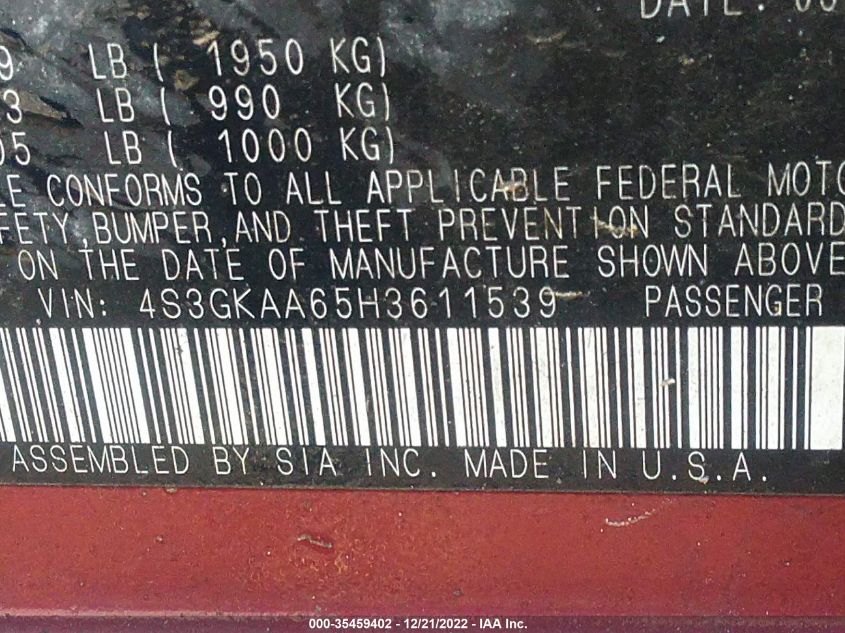 DATE:
LB ( 1950 KG)
LB ( 990 KG)
LB ( 1000 KG)
CONFORMS TO ALL APPLICABLE FEDERAL
BUMPER, AND THEFT PREVENTION STANDARD
ON THE DATE OF MANUFACTURE SHOWN ABOVE
VIN: 4S3GKAA65H3611539 PASSENGER
ASSEMBLED BY SIA INC. MADE IN U.S.A.
000-35459402 - 12/21/2022 - IAA Inc.